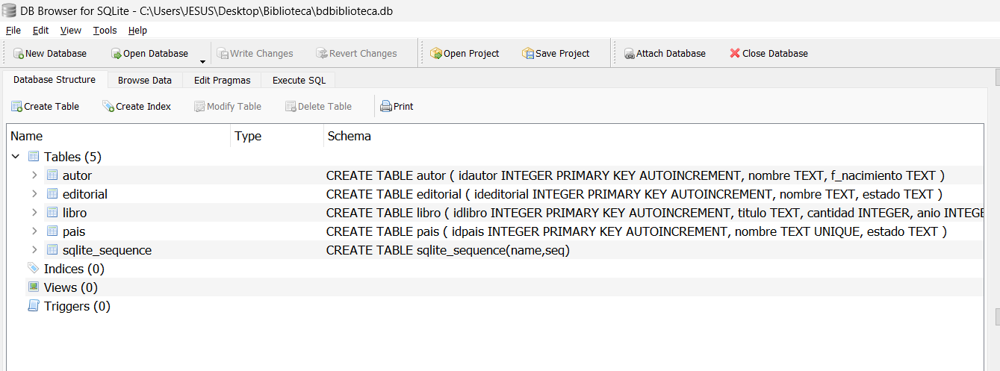 DB Browser for SQLite - C:\Users\JESUS\Desktop\Biblioteca\bdbiblioteca.db
File Edit View Tools Help
New Database Open Database Write Changes Revert Changes Open Project Save Project Attach Database Close Database
Database Structure Browse Data Edit Pragmas Execute SQL
Create Table Create Index Modify Table Delete Table Print
Name Type Schema
Tables (5)
autor CREATE TABLE autor ( idautor INTEGER PRIMARY KEY AUTOINCREMENT, nombre TEXT, f_nacimiento TEXT )
editorial CREATE TABLE editorial ( ideditorial INTEGER PRIMARY KEY AUTOINCREMENT, nombre TEXT, estado TEXT )
libro CREATE TABLE libro ( idlibro INTEGER PRIMARY KEY AUTOINCREMENT, titulo TEXT, cantidad INTEGER, anio INTEGE
pais CREATE TABLE pais ( idpais INTEGER PRIMARY KEY AUTOINCREMENT, nombre TEXT UNIQUE, estado TEXT )
sqlite_sequence CREATE TABLE sqlite_sequence(name,seq)
Indices (0)
Views (0)
Triggers (0)